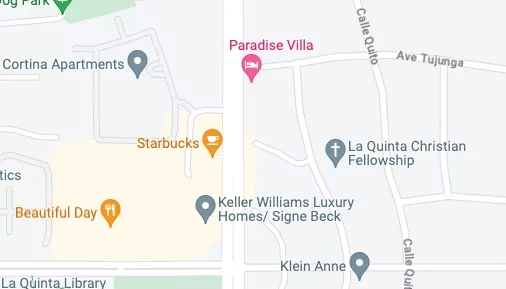 Dog Park
Paradise Villa
Calle Quito
Ave Tujunga
Cortina Apartments
Starbucks
La Quinta Christian
Fellowship
tics
Beautiful Day
Keller Williams Luxury
Homes/ Signe Beck
Calle Quit
Klein Anne
La Quinta Library